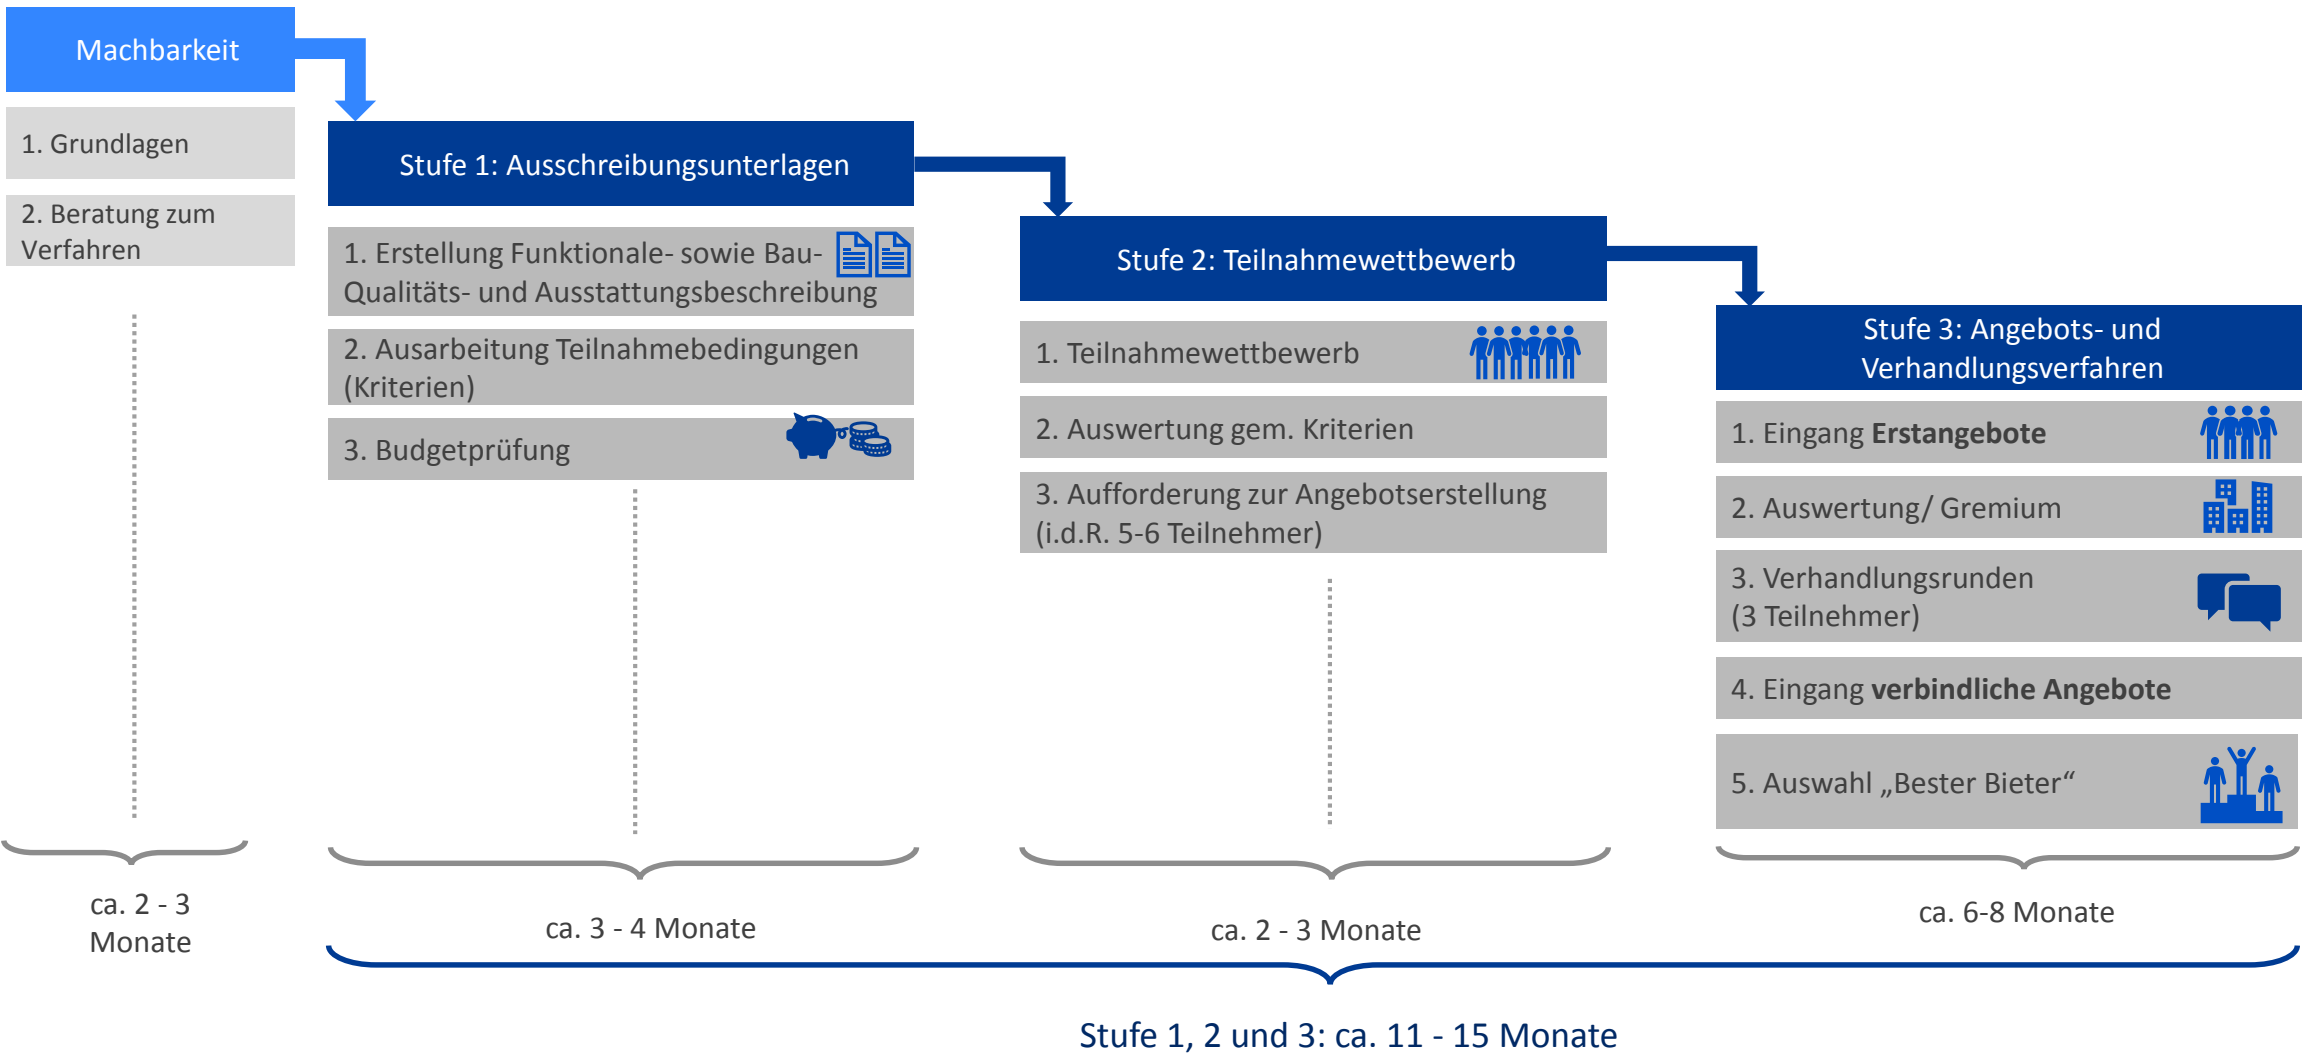 Machbarkeit
1. Grundlagen
2. Beratung zum
Verfahren
ca. 2 - 3
Monate
Stufe 1: Ausschreibungsunterlagen
1. Erstellung Funktionale- sowie Bau-
Qualitäts- und Ausstattungsbeschreibung
2. Ausarbeitung Teilnahmebedingungen
(Kriterien)
3. Budgetprüfung
ca. 3 - 4 Monate
Stufe 2: Teilnahmewettbewerb
1. Teilnahmewettbewerb
2. Auswertung gem. Kriterien
3. Aufforderung zur Angebotserstellung
(i.d.R. 5-6 Teilnehmer)
ca. 2 - 3 Monate
Stufe 3: Angebots- und
Verhandlungsverfahren
1. Eingang Erstangebote
2. Auswertung/ Gremium
3. Verhandlungsrunden
(3 Teilnehmer)
4. Eingang verbindliche Angebote
5. Auswahl „Bester Bieter“
ca. 6-8 Monate
Stufe 1, 2 und 3: ca. 11 - 15 Monate